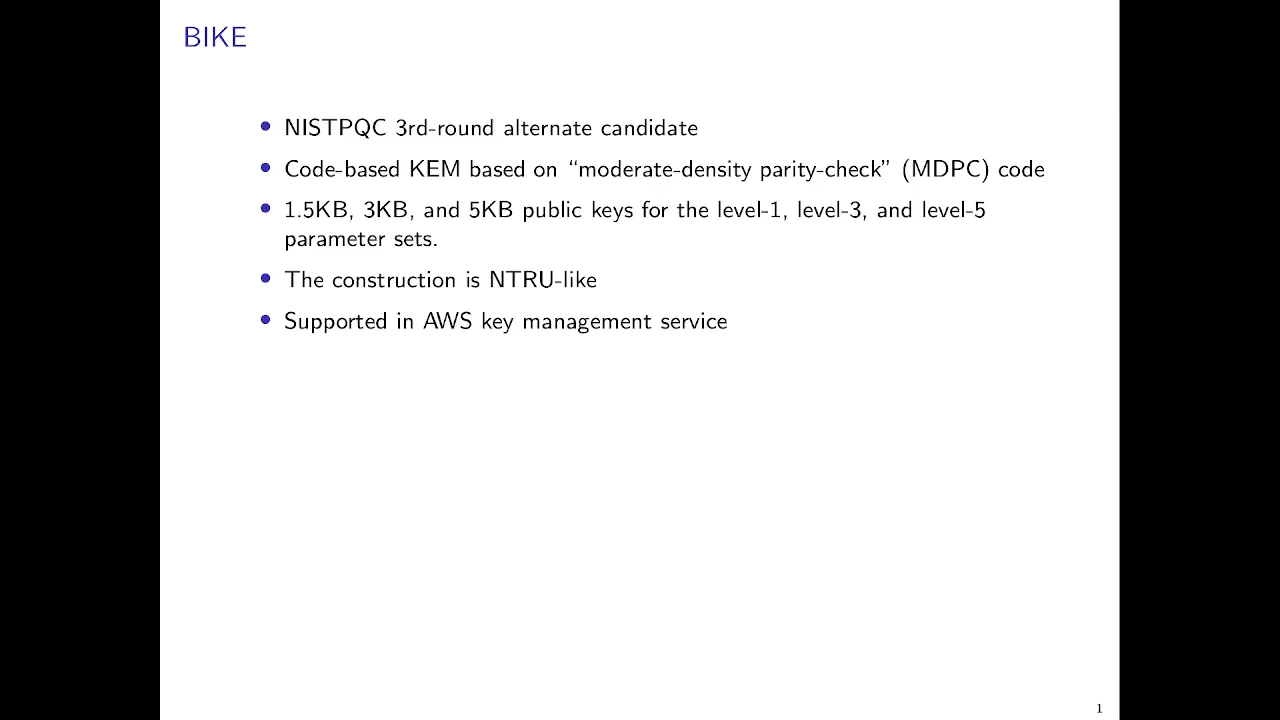 BIKE
• NISTPQC 3rd-round alternate candidate
• Code-based KEM based on “moderate-density parity-check” (MDPC) code
• 1.5KB, 3KB, and 5KB public keys for the level-1, level-3, and level-5
parameter sets.
• The construction is NTRU-like
• Supported in AWS key management service
1